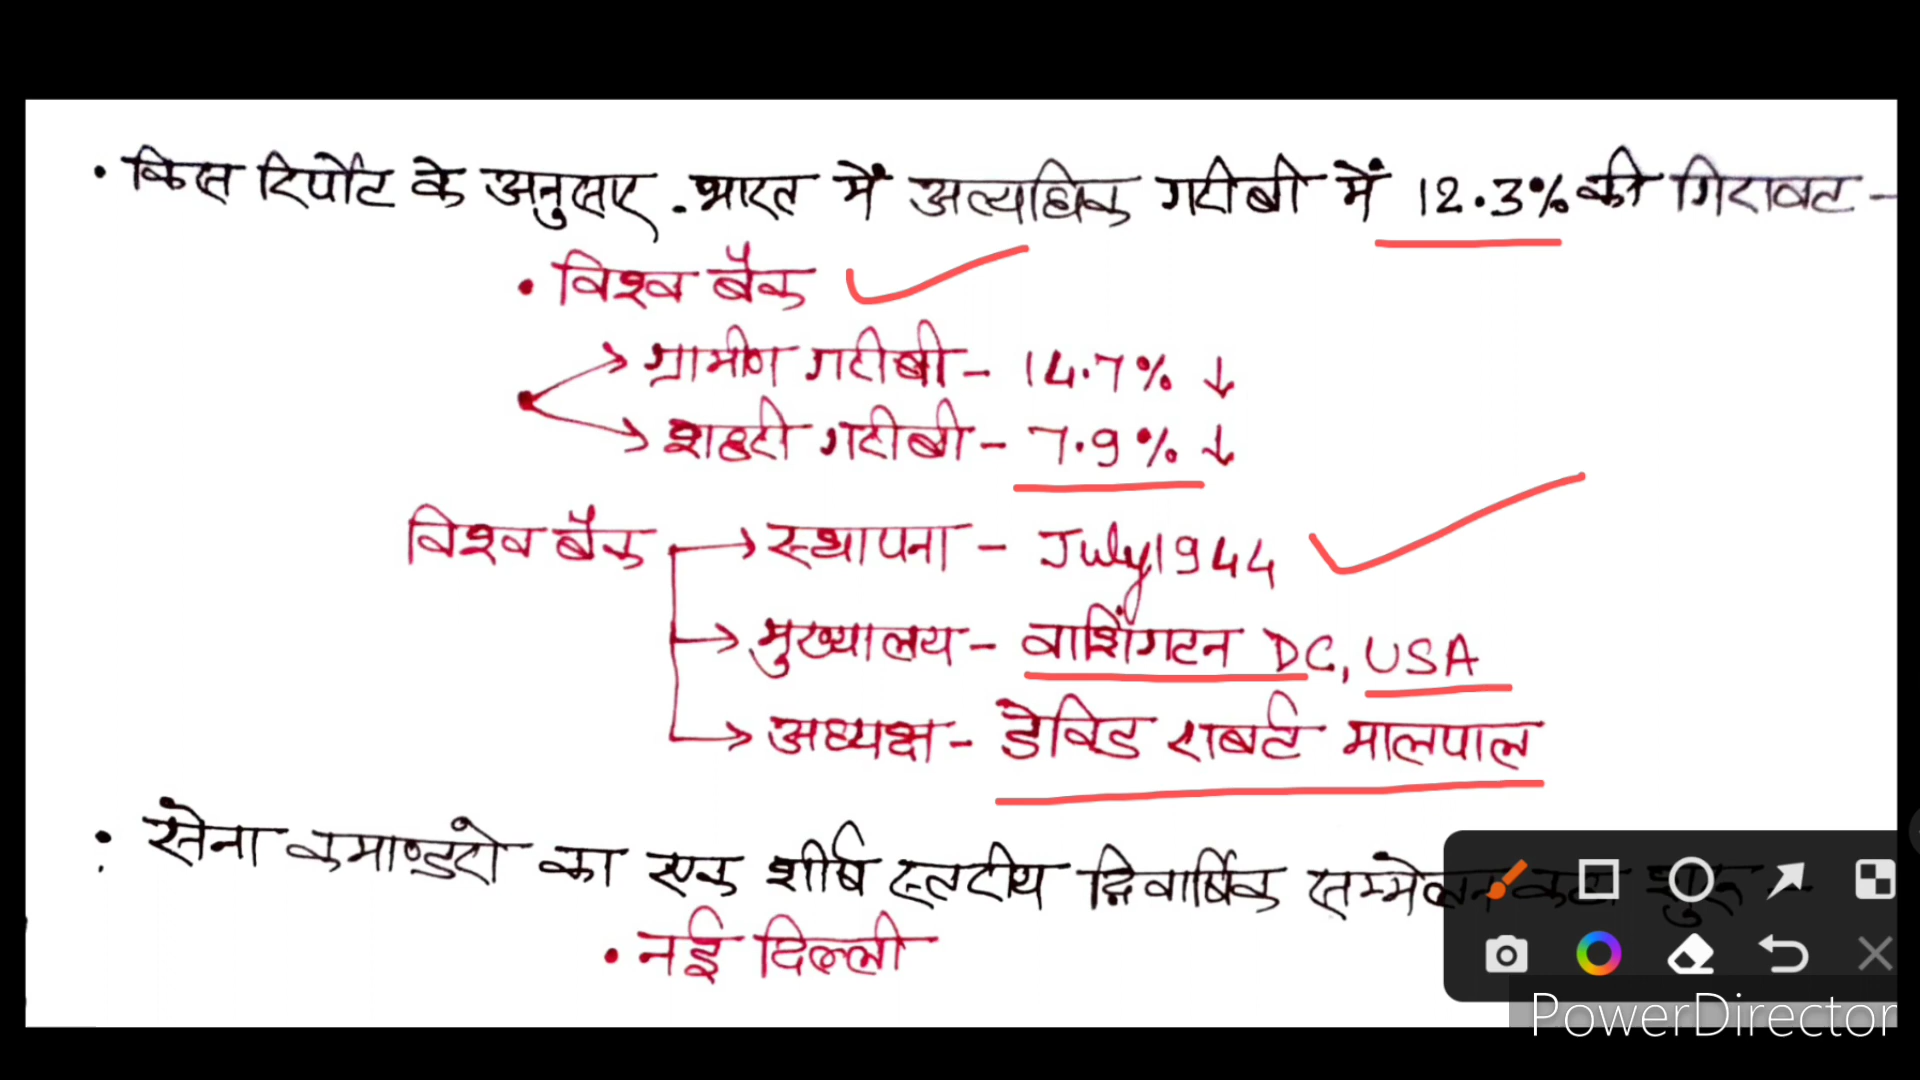 • किस रिपोर्ट के अनुसार . भारत में अत्यधिक गरीबी में 12.3% की गिरावट -
• विश्व बैंक
→ ग्रामीण गरीबी - 14.7% ↓
→ शहरी गरीबी - 7.9% ↓
विश्व बैंक → स्थापना - July 1944
→ मुख्यालय - वाशिंगटन DC, USA
→ अध्यक्ष - डेविड राबर्ट मालपाल
• सेना कमाण्डरो का एक शीर्ष स्तरीय द्विवार्षिक सम्मेलन कहा शुरू -
• नई दिल्ली
PowerDirector